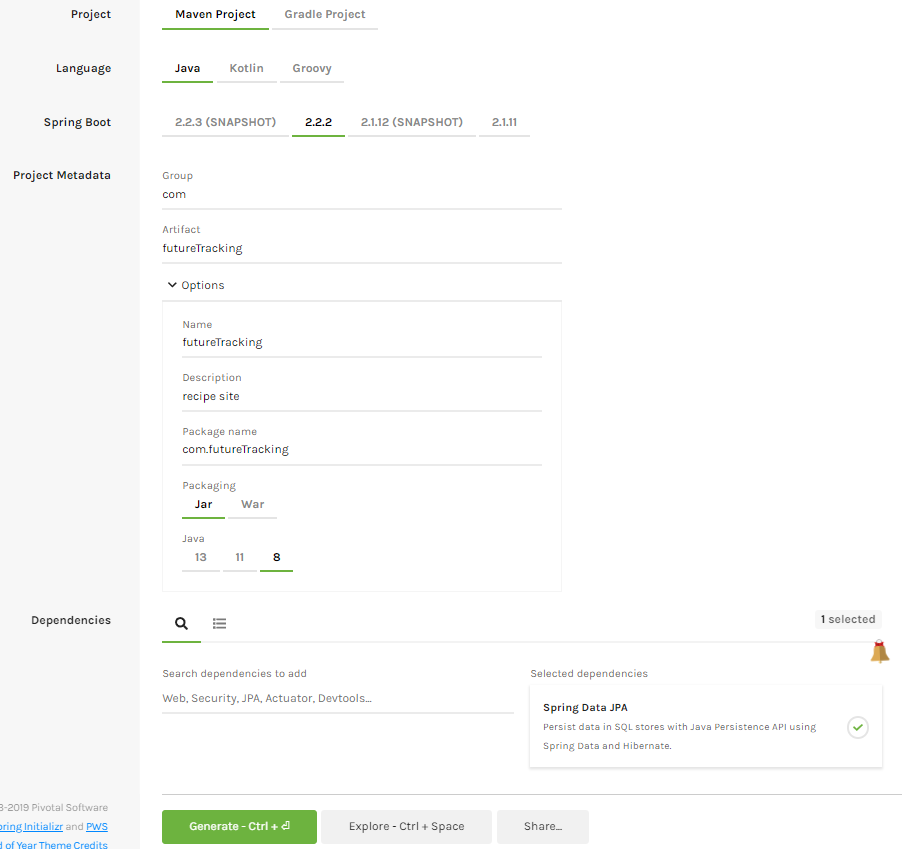 Project
Maven Project Gradle Project
Language
Java Kotlin Groovy
Spring Boot
2.2.3 (SNAPSHOT) 2.2.2 2.1.12 (SNAPSHOT) 2.1.11
Project Metadata
Group
com
Artifact
futureTracking
Options
Name
futureTracking
Description
recipe site
Package name
com.futureTracking
Packaging
Jar War
Java
13 11 8
Dependencies
1 selected
Search dependencies to add
Web, Security, JPA, Actuator, Devtools...
Selected dependencies
Spring Data JPA
Persist data in SQL stores with Java Persistence API using
Spring Data and Hibernate.
3-2019 Pivotal Software
oring Initializr and PWS
d of Year Theme Credits
Generate - Ctrl + ⏎
Explore - Ctrl + Space
Share...